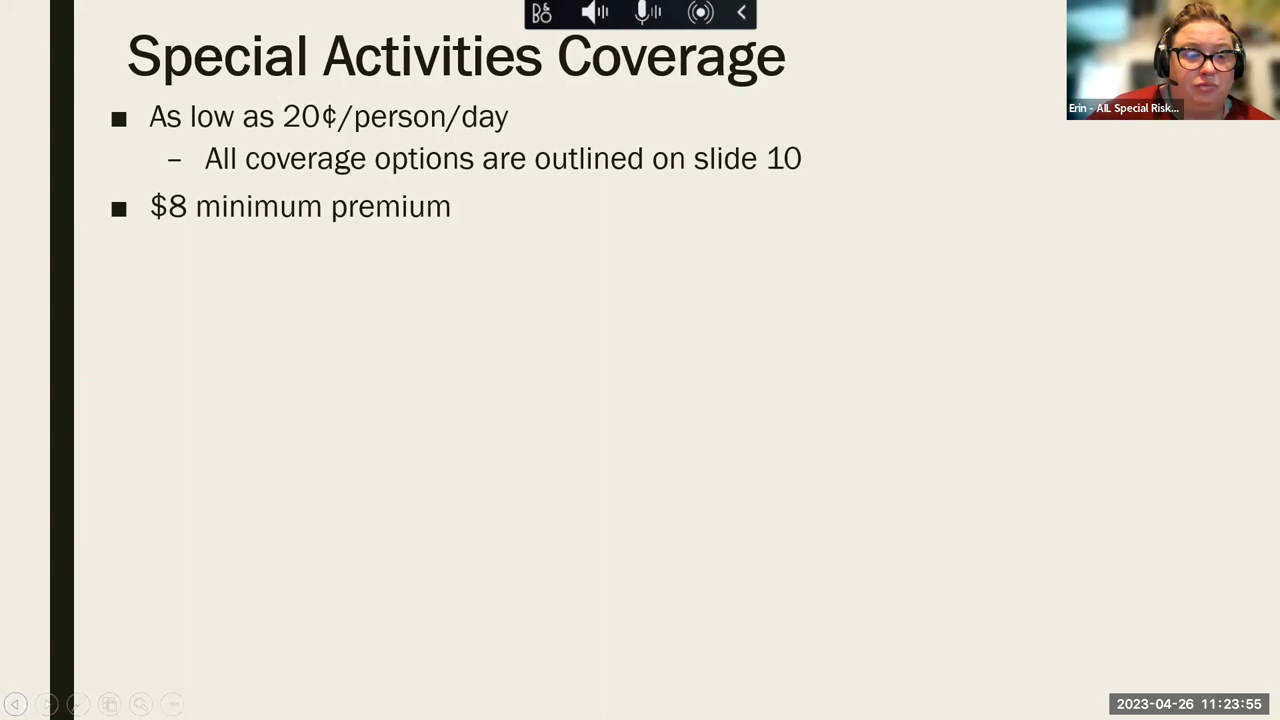 Special Activities Coverage
■ As low as 20¢/person/day
– All coverage options are outlined on slide 10
■ $8 minimum premium
Erin - AIL Special Risk...
2023-04-26 11:23:55